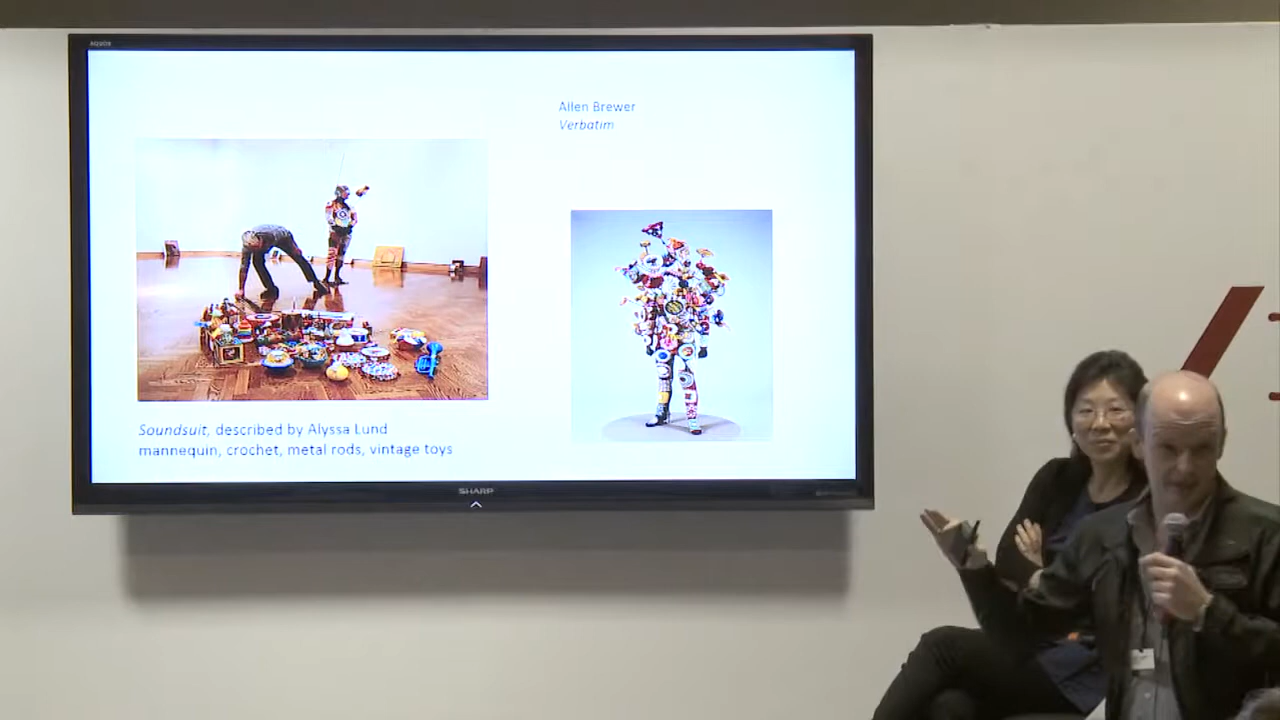 Allen Brewer
Verbatim
Soundsuit, described by Alyssa Lund
mannequin, crochet, metal rods, vintage toys
SHARP